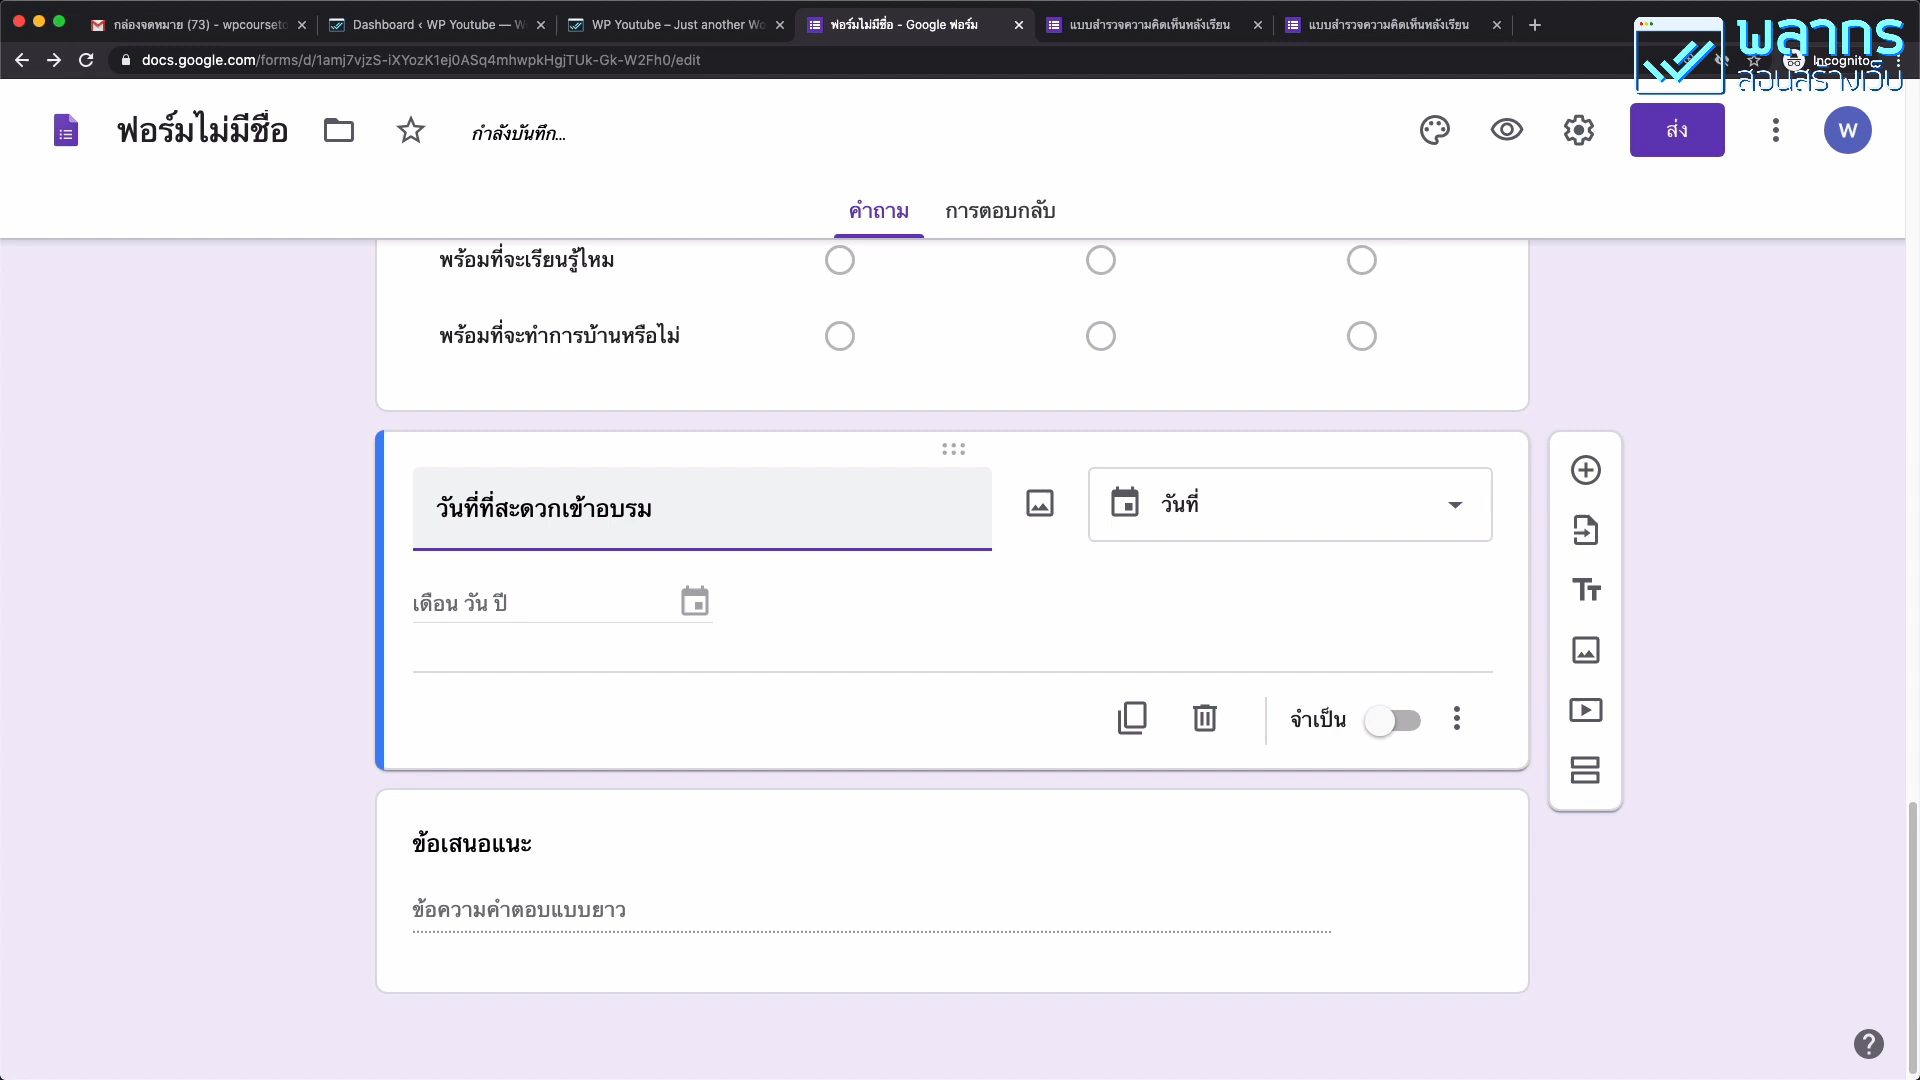 กล่องจดหมาย (73) - wpcourseto
Dashboard ‹ WP Youtube — W
WP Youtube – Just another Wo
ฟอร์มไม่มีชื่อ - Google ฟอร์ม
แบบสำรวจความคิดเห็นหลังเรียน
แบบสำรวจความคิดเห็นหลังเรียน
พลากร
สอนสร้างเว็บ
docs.google.com/forms/d/1amj7vjzS-iXYozK1ej0ASq4mhwpkHgjTUk-Gk-W2Fh0/edit
Incognito
ฟอร์มไม่มีชื่อ
กำลังบันทึก...
ส่ง
W
คำถาม
การตอบกลับ
พร้อมที่จะเรียนรู้ไหม
พร้อมที่จะทำการบ้านหรือไม่
วันที่ที่สะดวกเข้าอบรม
วันที่
เดือน วัน ปี
จำเป็น
ข้อเสนอแนะ
ข้อความคำตอบแบบยาว